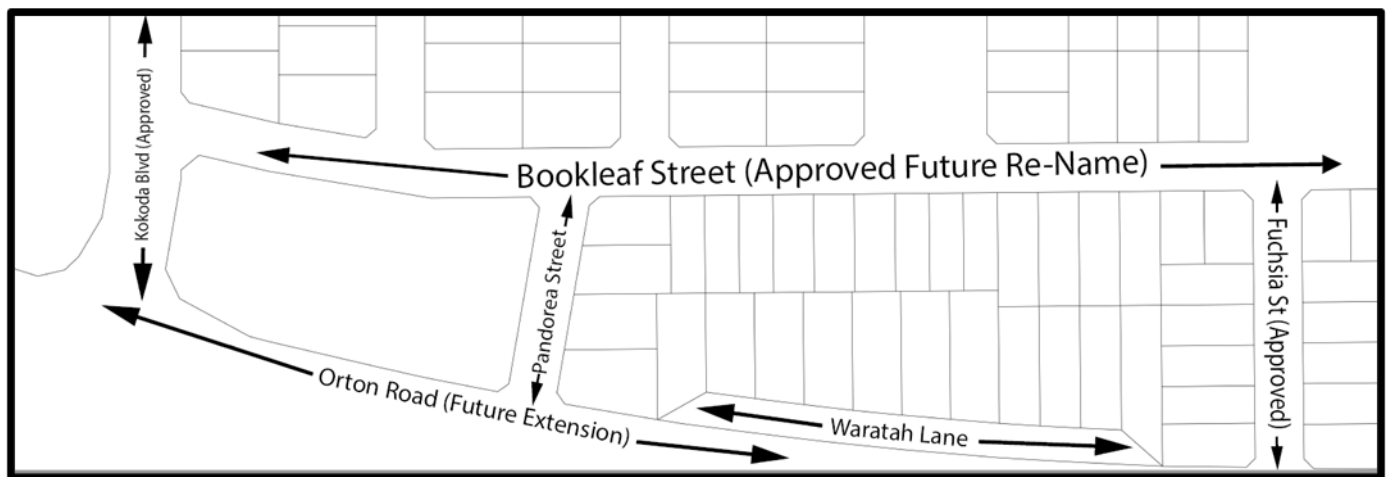 Kokoda Blvd (Approved)
Bookleaf Street (Approved Future Re-Name)
Pandorea Street
Fuchsia St (Approved)
Orton Road (Future Extension)
Waratah Lane